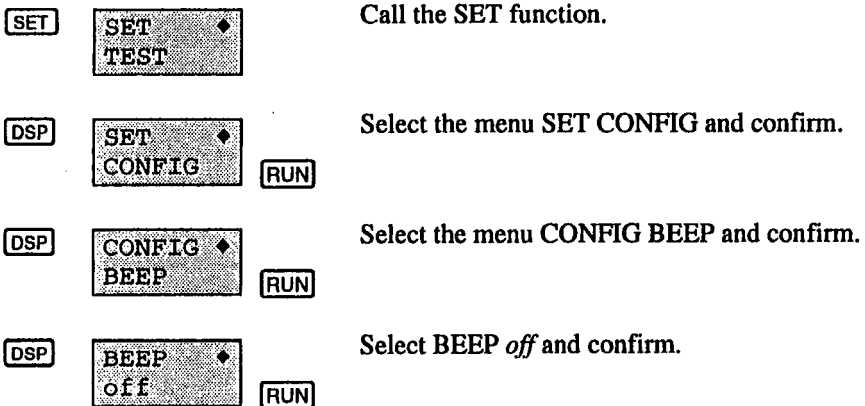 SET SET ◆ Call the SET function.
TEST
DSP SET ◆ Select the menu SET CONFIG and confirm.
CONFIG RUN
DSP CONFIG ◆ Select the menu CONFIG BEEP and confirm.
BEEP RUN
DSP BEEP ◆ Select BEEP off and confirm.
off RUN